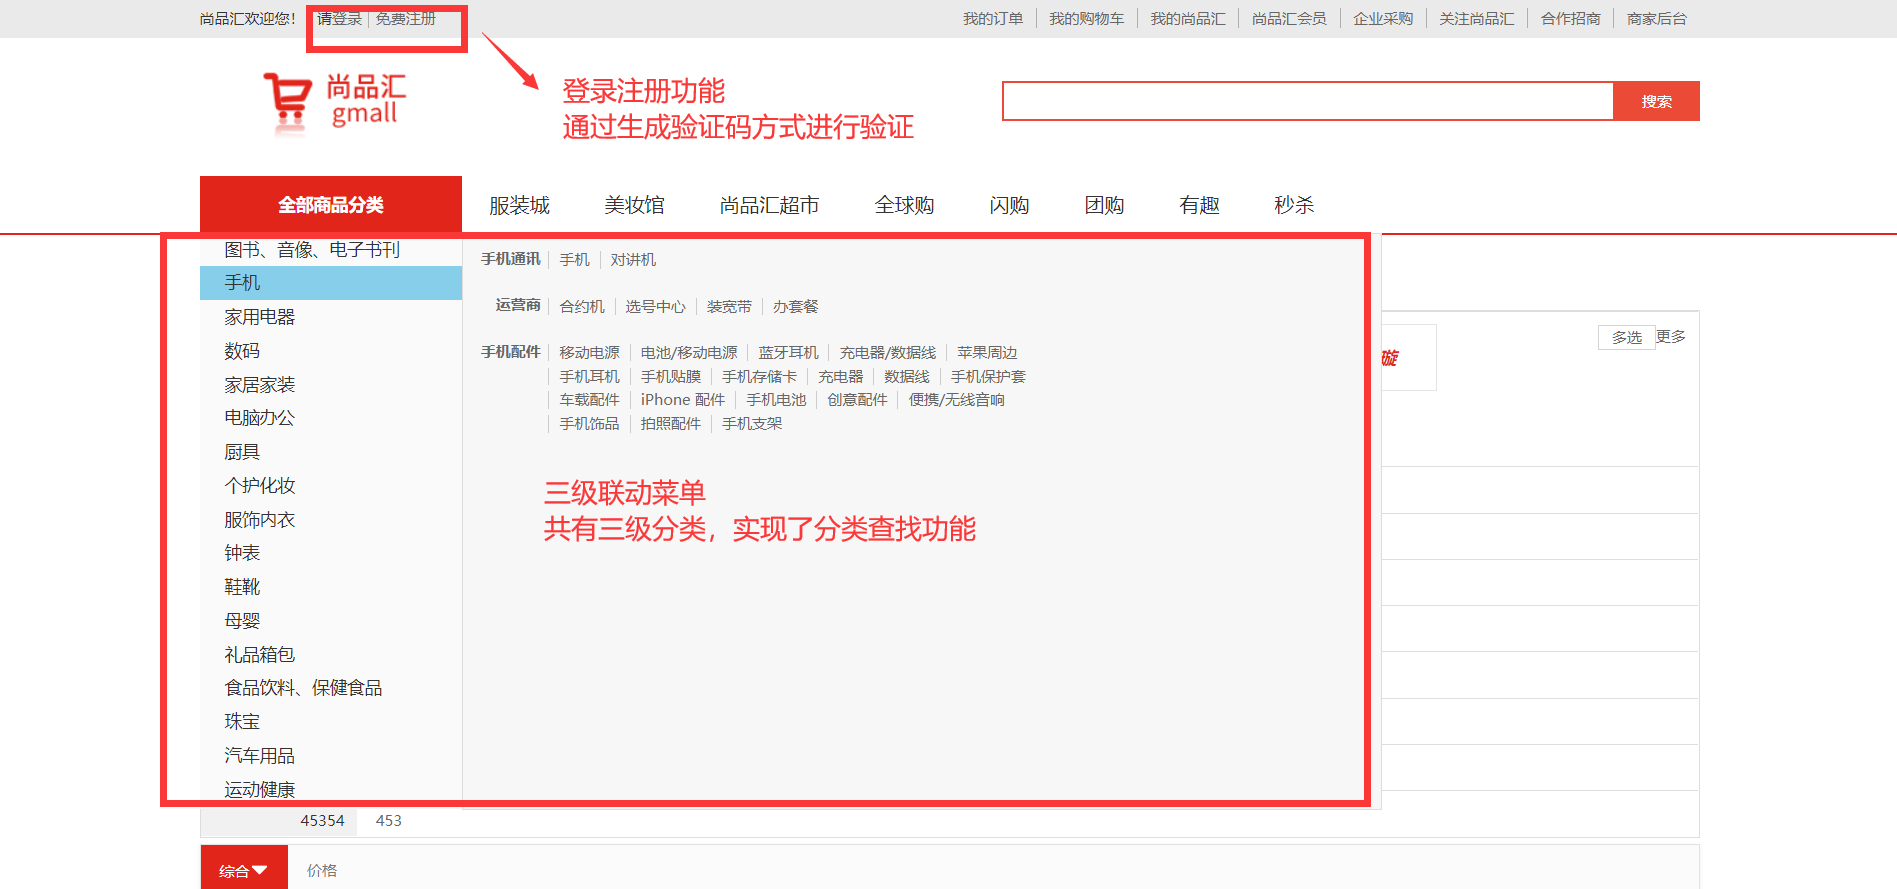 尚品汇欢迎您! 请登录 免费注册 我的订单 我的购物车 我的尚品汇 尚品汇会员 企业采购 关注尚品汇 合作招商 商家后台
尚品汇
gmall
登录注册功能
通过生成验证码方式进行验证
搜索
全部商品分类 服装城 美妆馆 尚品汇超市 全球购 闪购 团购 有趣 秒杀
图书、音像、电子书刊
手机
家用电器
数码
家居家装
电脑办公
厨具
个护化妆
服饰内衣
钟表
鞋靴
母婴
礼品箱包
食品饮料、保健食品
珠宝
汽车用品
运动健康
手机通讯 手机 对讲机
运营商 合约机 选号中心 装宽带 办套餐
手机配件 移动电源 电池/移动电源 蓝牙耳机 充电器/数据线 苹果周边
手机耳机 手机贴膜 手机存储卡 充电器 数据线 手机保护套
车载配件 iPhone 配件 手机电池 创意配件 便携/无线音响
手机饰品 拍照配件 手机支架
三级联动菜单
共有三级分类，实现了分类查找功能
璇
多选 更多
45354 453
综合 价格